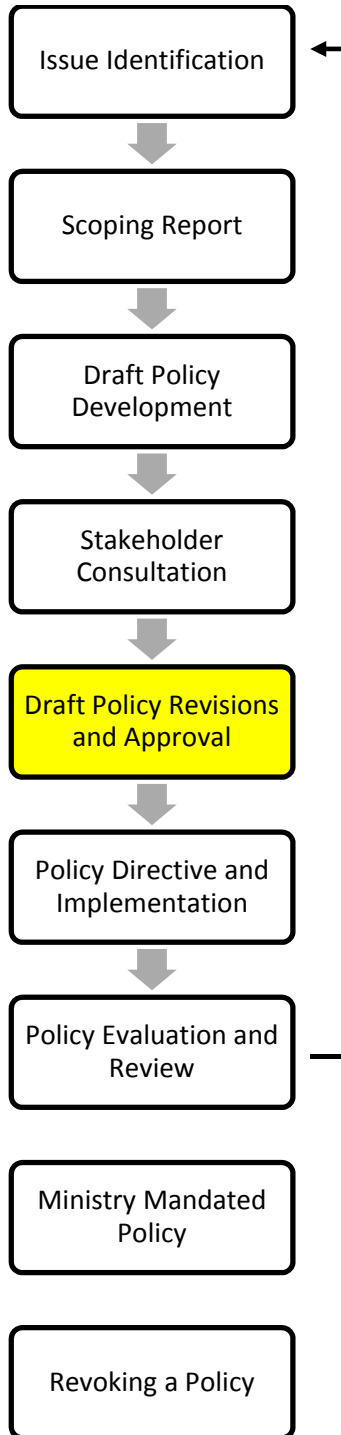 Issue Identification
Scoping Report
Draft Policy
Development
Stakeholder
Consultation
Draft Policy Revisions
and Approval
Policy Directive and
Implementation
Policy Evaluation and
Review
Ministry Mandated
Policy
Revoking a Policy